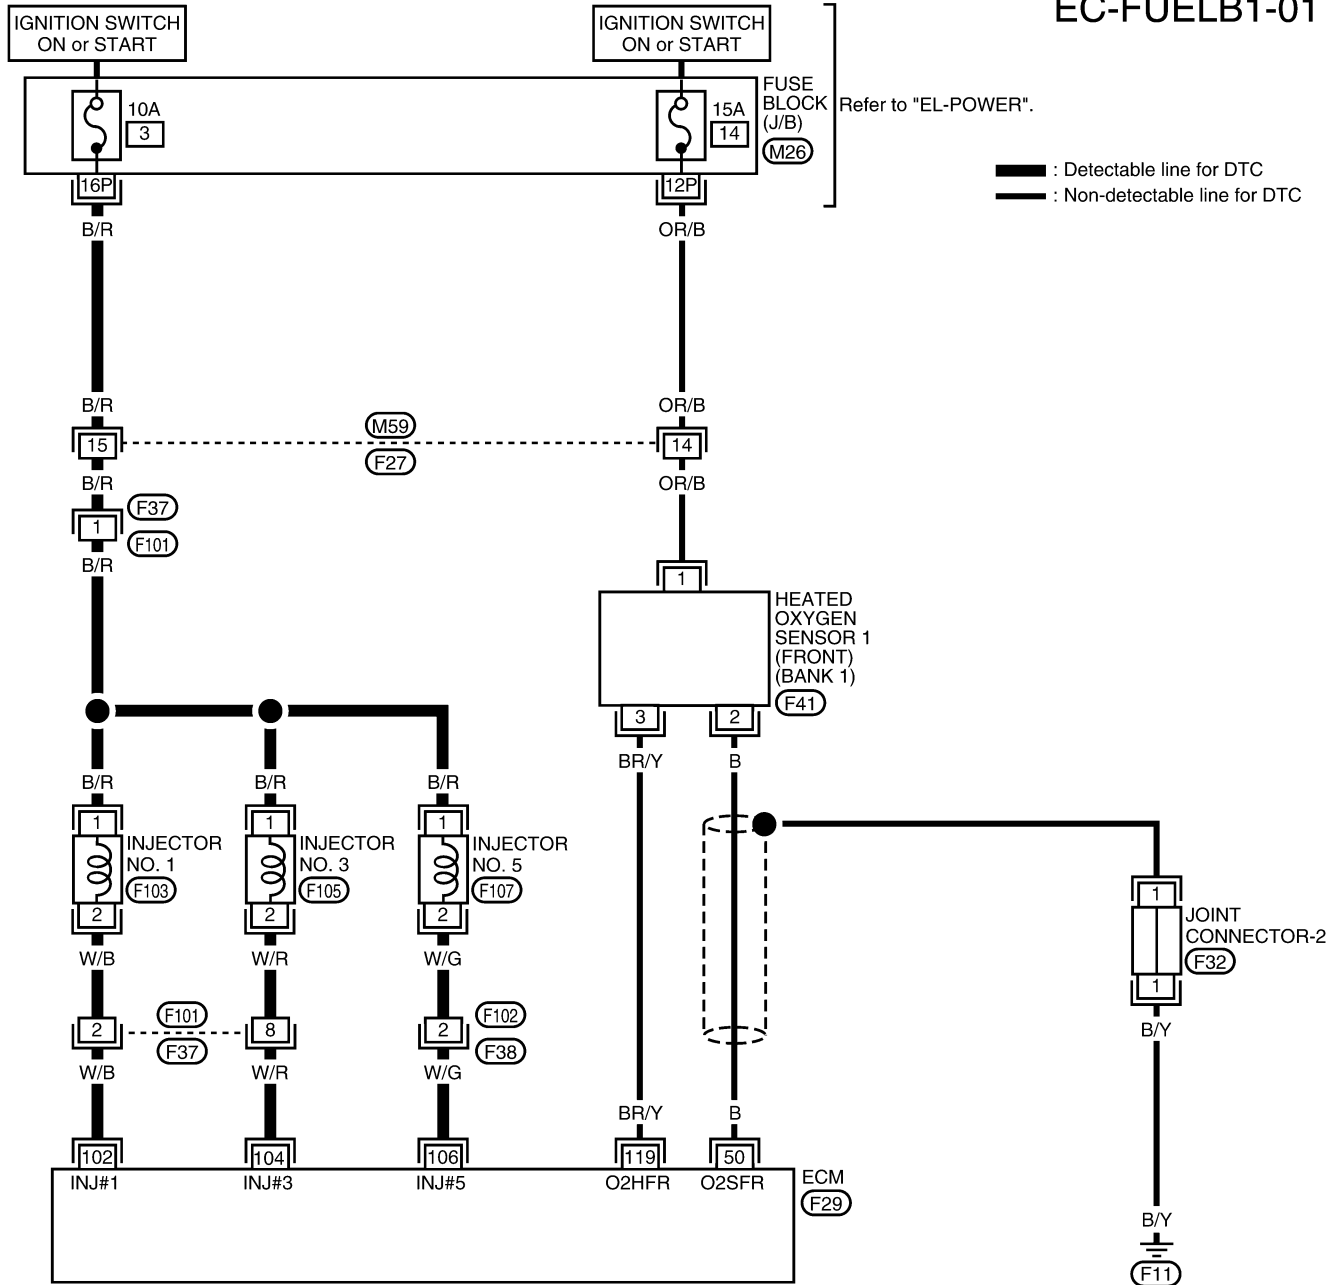 EC-FUELB1-01
IGNITION SWITCH
ON or START
IGNITION SWITCH
ON or START
10A
3
15A
14
FUSE
BLOCK
(J/B)
M26
Refer to "EL-POWER".
: Detectable line for DTC
: Non-detectable line for DTC
16P
12P
B/R
OR/B
B/R
OR/B
15
M59
F27
14
B/R
OR/B
1
F37
F101
B/R
1
HEATED
OXYGEN
SENSOR 1
(FRONT)
(BANK 1)
F41
3
2
BR/Y
B
B/R
B/R
B/R
1
INJECTOR
NO. 1
F103
2
1
INJECTOR
NO. 3
F105
2
1
INJECTOR
NO. 5
F107
2
1
JOINT
CONNECTOR-2
F32
1
W/B
W/R
W/G
2
F101
F37
8
2
F102
F38
B/Y
W/B
W/R
W/G
BR/Y
B
102
104
106
119
50
INJ#1
INJ#3
INJ#5
O2HFR
O2SFR
ECM
F29
B/Y
F11